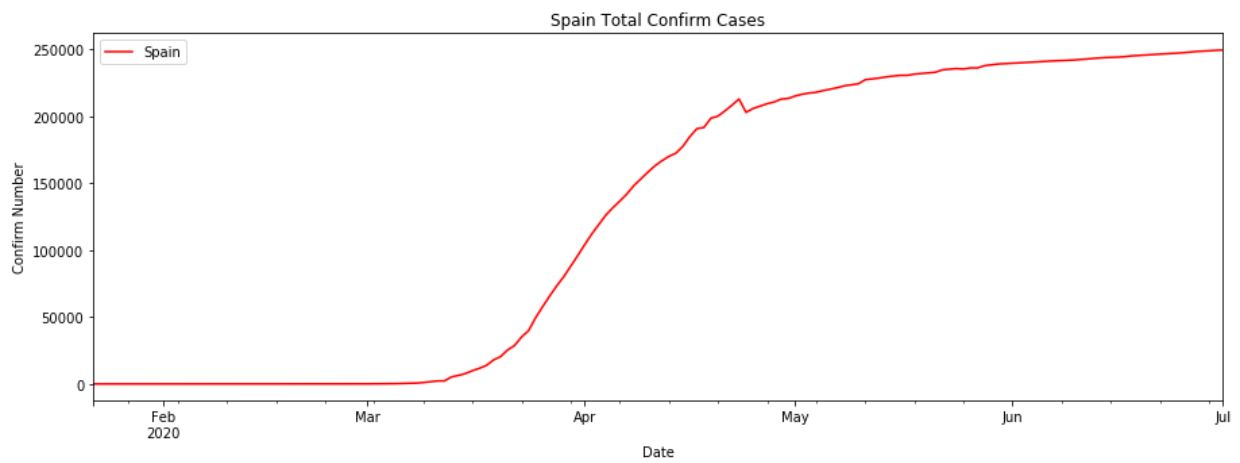 Spain Total Confirm Cases
Spain
250000
200000
150000
100000
50000
0
Confirm Number
Feb Mar Apr May Jun Jul
2020
Date